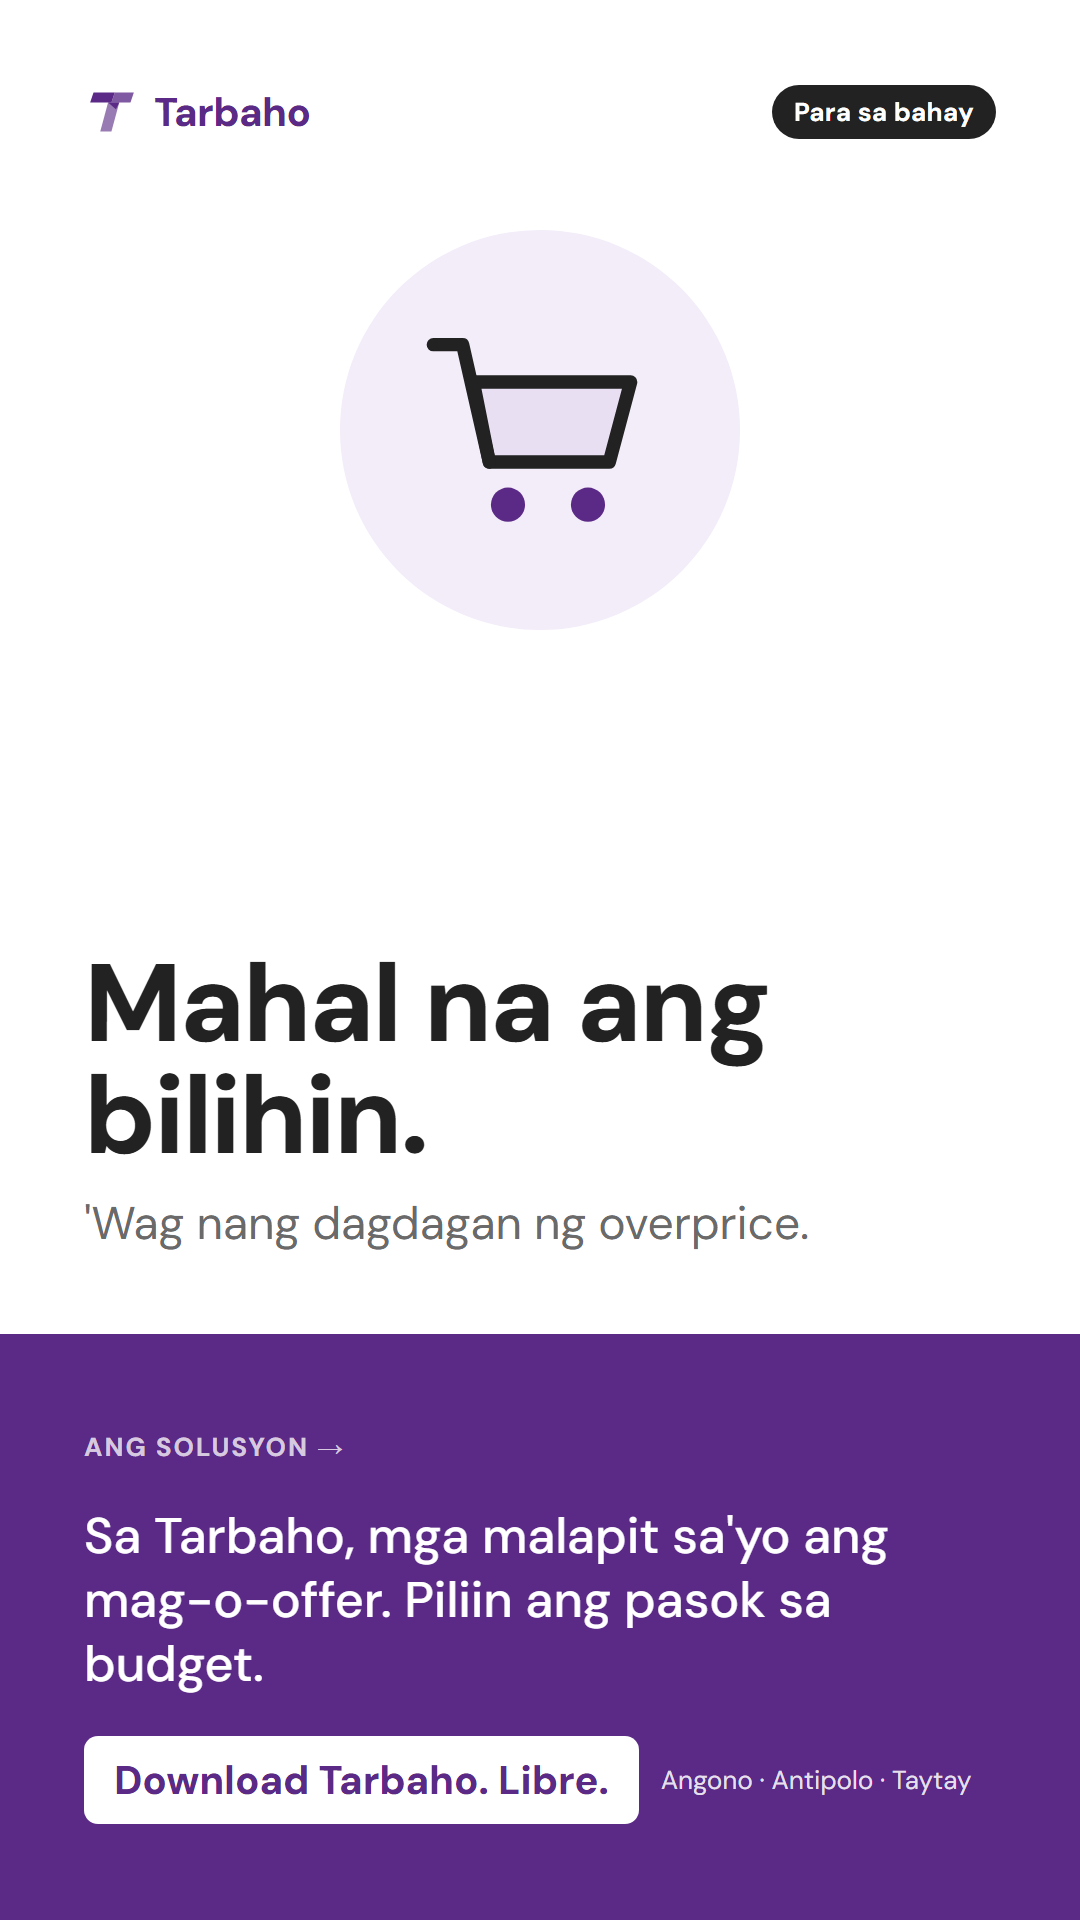 Tarbaho
Para sa bahay
Mahal na ang
bilihin.
'Wag nang dagdagan ng overprice.
ANG SOLUSYON →
Sa Tarbaho, mga malapit sa'yo ang
mag-o-offer. Piliin ang pasok sa
budget.
Download Tarbaho. Libre.
Angono · Antipolo · Taytay